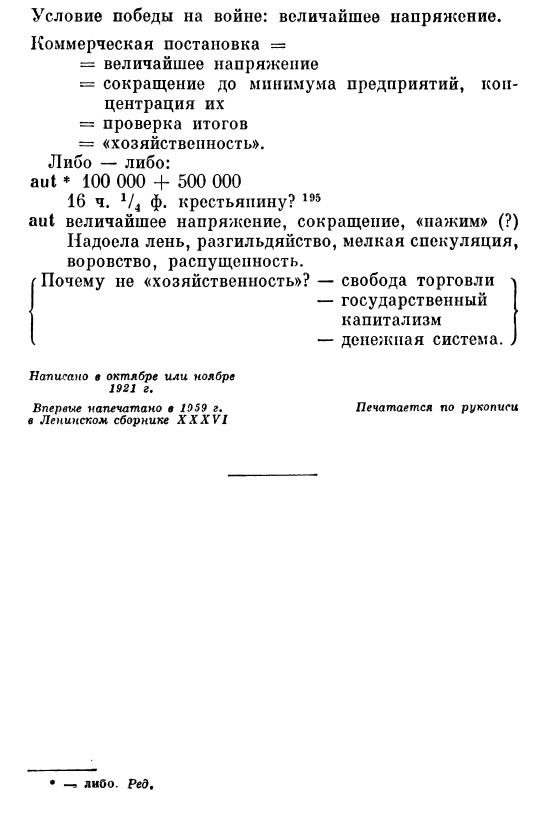 Условие победы на войне: величайшее напряжение.
Коммерческая постановка =
= величайшее напряжение
= сокращение до минимума предприятий, кон-
центрация их
= проверка итогов
= «хозяйственность».
Либо — либо:
aut * 100 000 + 500 000
16 ч. 1/4 ф. крестьянину? 195
aut величайшее напряжение, сокращение, «нажим» (?)
Надоела лень, разгильдяйство, мелкая спекуляция,
воровство, распущенность.
Почему не «хозяйственность»? — свобода торговли
— государственный
капитализм
— денежная система.
Написано в октябре или ноябре
1921 г.
Впервые напечатано в 1959 г.
в Ленинском сборнике XXXVI
Печатается по рукописи
* — либо. Ред.